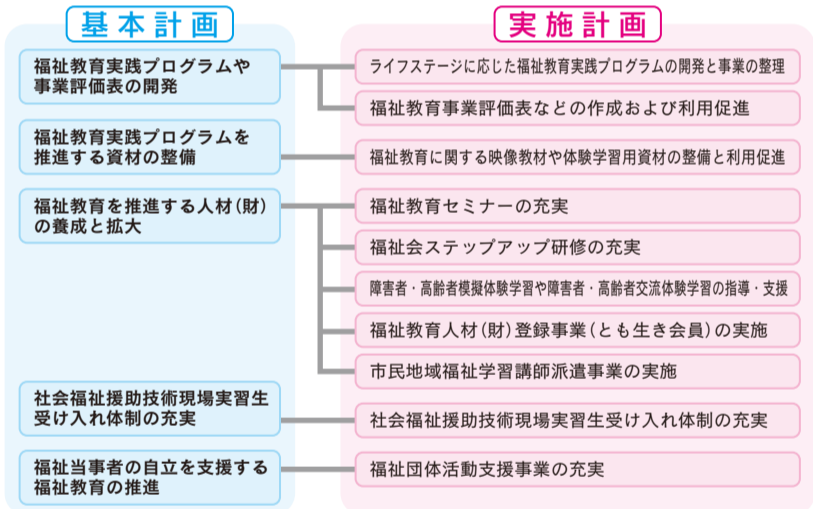 基本計画
実施計画
福祉教育実践プログラムや
事業評価表の開発
ライフステージに応じた福祉教育実践プログラムの開発と事業の整理
福祉教育事業評価表などの作成および利用促進
福祉教育実践プログラムを
推進する資材の整備
福祉教育に関する映像教材や体験学習用資材の整備と利用促進
福祉教育を推進する人材(財)
の養成と拡大
福祉教育セミナーの充実
福祉会ステップアップ研修の充実
障害者・高齢者模擬体験学習や障害者・高齢者交流体験学習の指導・支援
福祉教育人材(財)登録事業(とも生き会員)の実施
市民地域福祉学習講師派遣事業の実施
社会福祉援助技術現場実習生
受け入れ体制の充実
社会福祉援助技術現場実習生受け入れ体制の充実
福祉当事者の自立を支援する
福祉教育の推進
福祉団体活動支援事業の充実